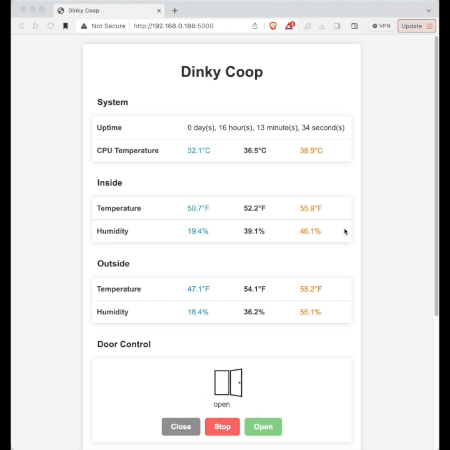 Dinky Coop
Not Secure http://192.168.0.188:5000 VPN Update
Dinky Coop
System
Uptime 0 day(s), 16 hour(s), 13 minute(s), 34 second(s)
CPU Temperature 32.1°C 36.5°C 38.9°C
Inside
Temperature 50.7°F 52.2°F 55.9°F
Humidity 19.4% 39.1% 46.1%
Outside
Temperature 47.1°F 54.1°F 55.2°F
Humidity 18.4% 36.2% 55.1%
Door Control
open
Close Stop Open